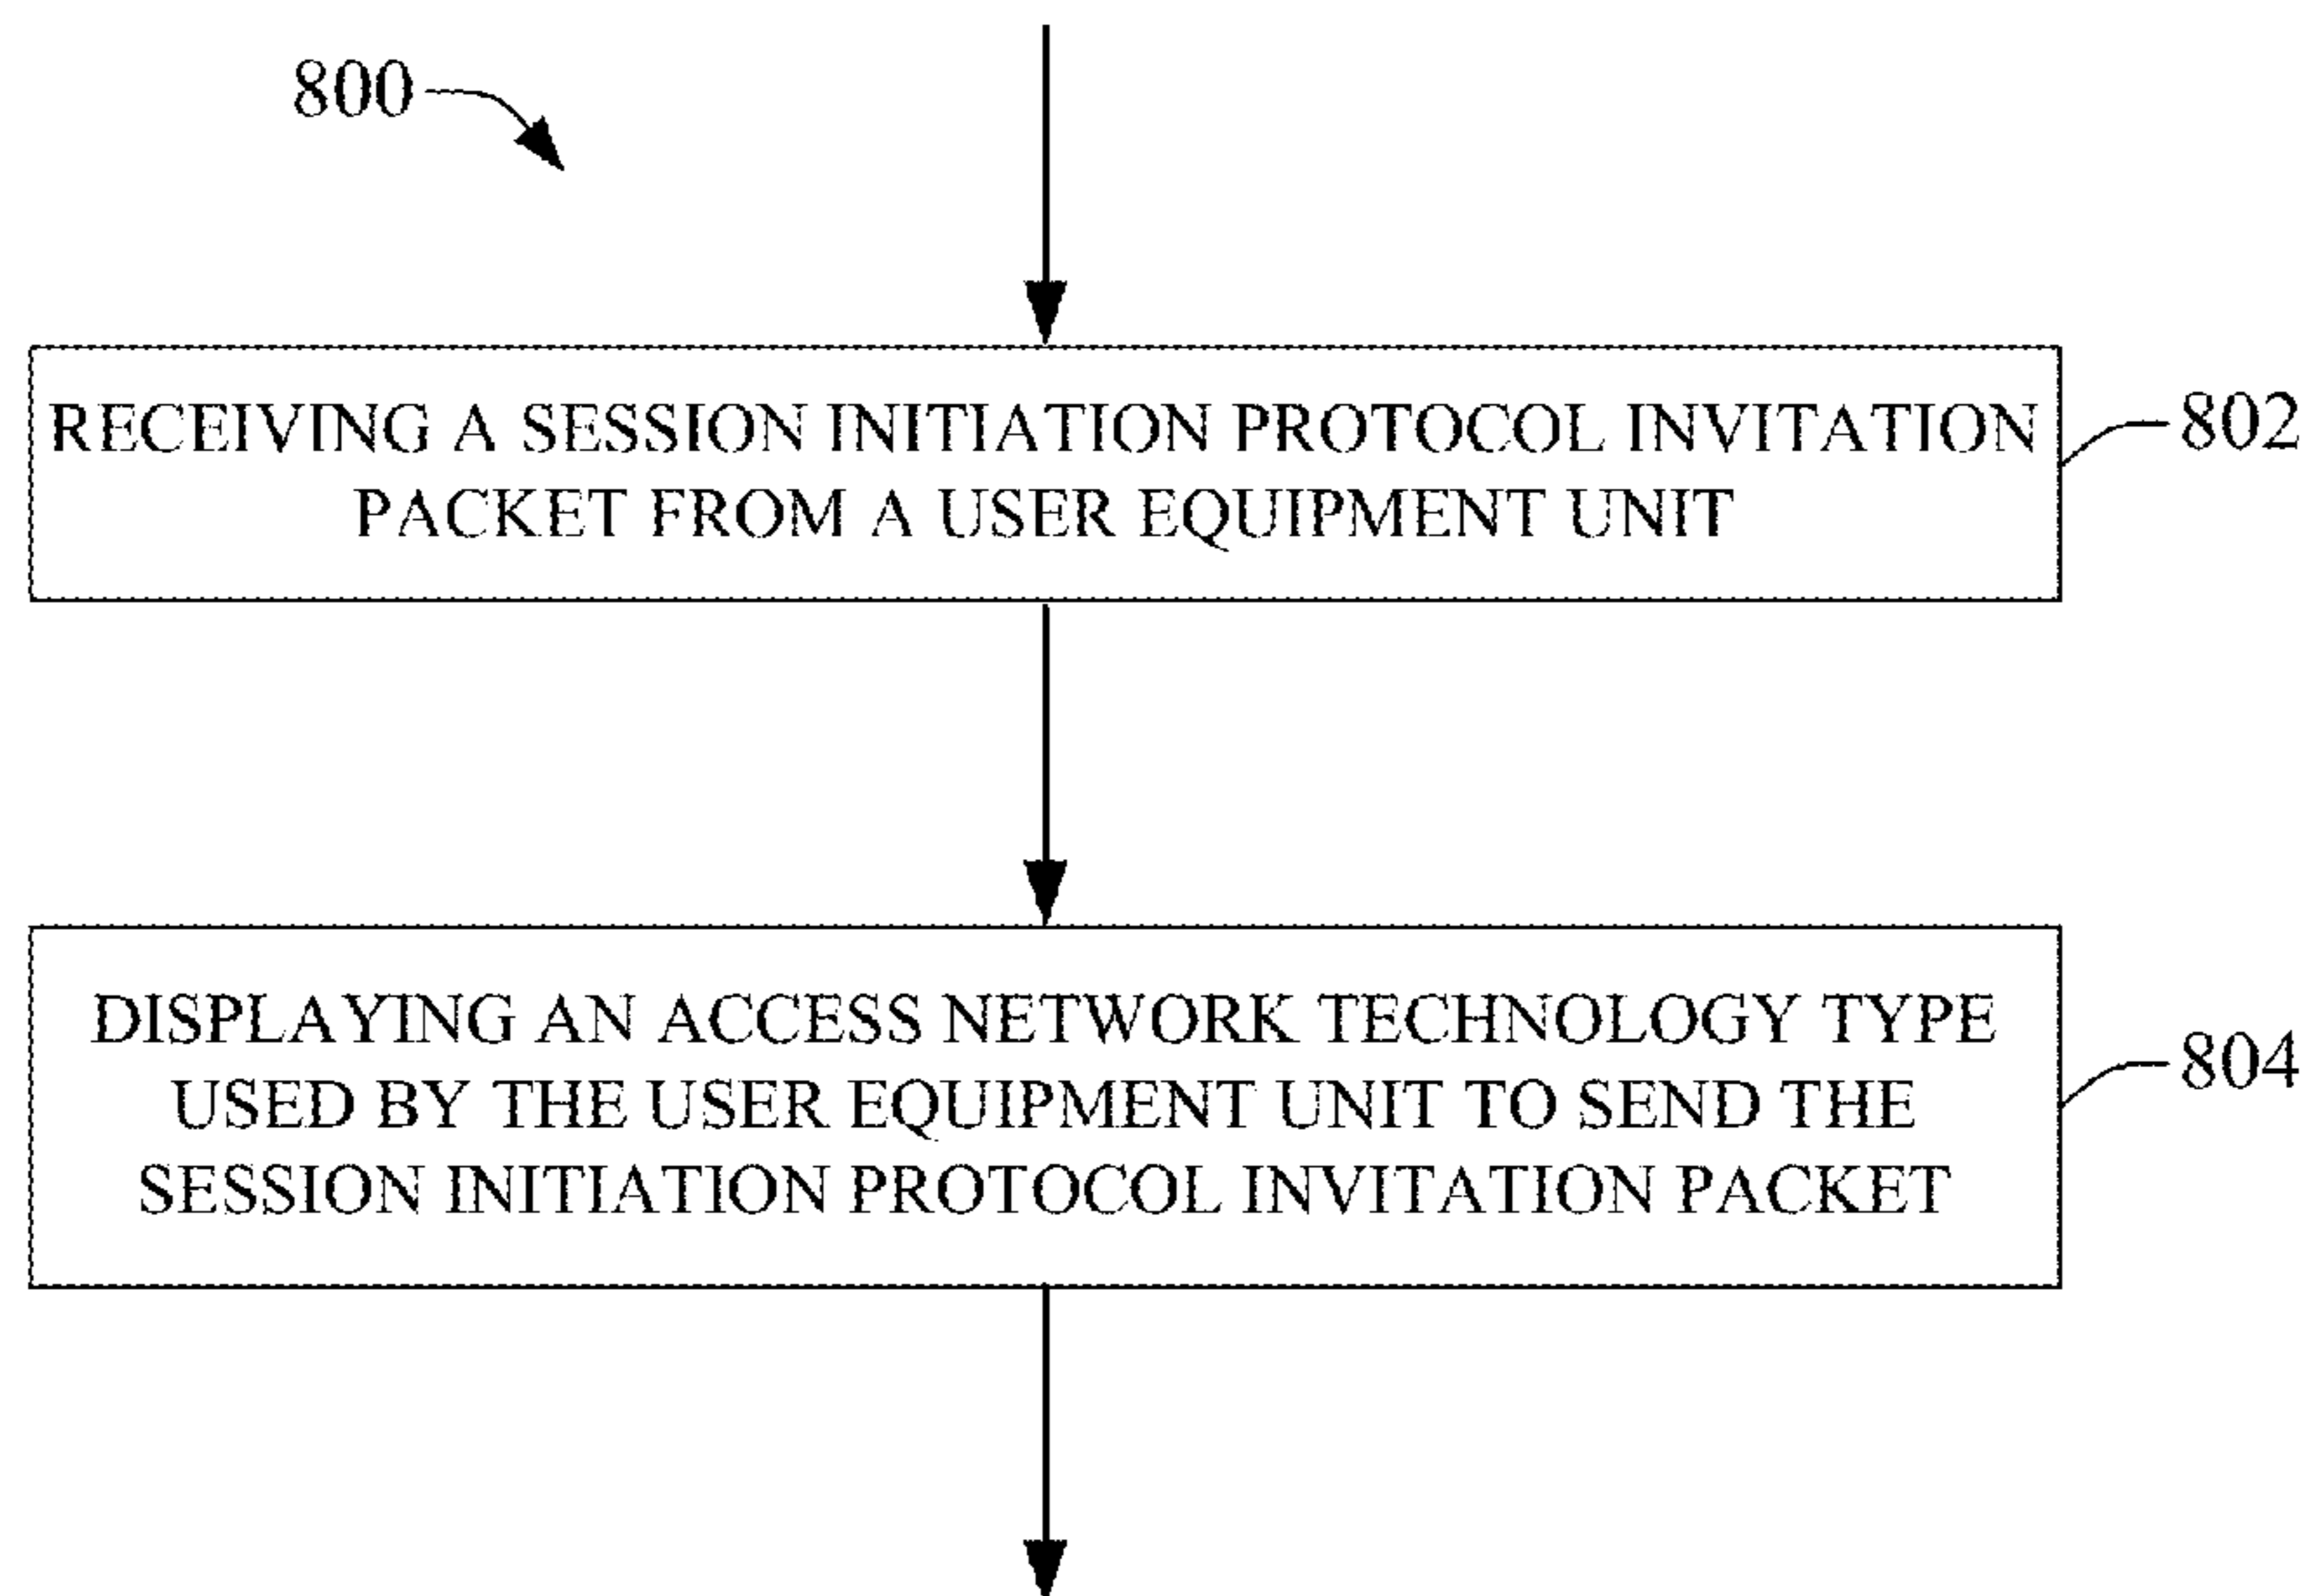 800
RECEIVING A SESSION INITIATION PROTOCOL INVITATION
PACKET FROM A USER EQUIPMENT UNIT
802
DISPLAYING AN ACCESS NETWORK TECHNOLOGY TYPE
USED BY THE USER EQUIPMENT UNIT TO SEND THE
SESSION INITIATION PROTOCOL INVITATION PACKET
804